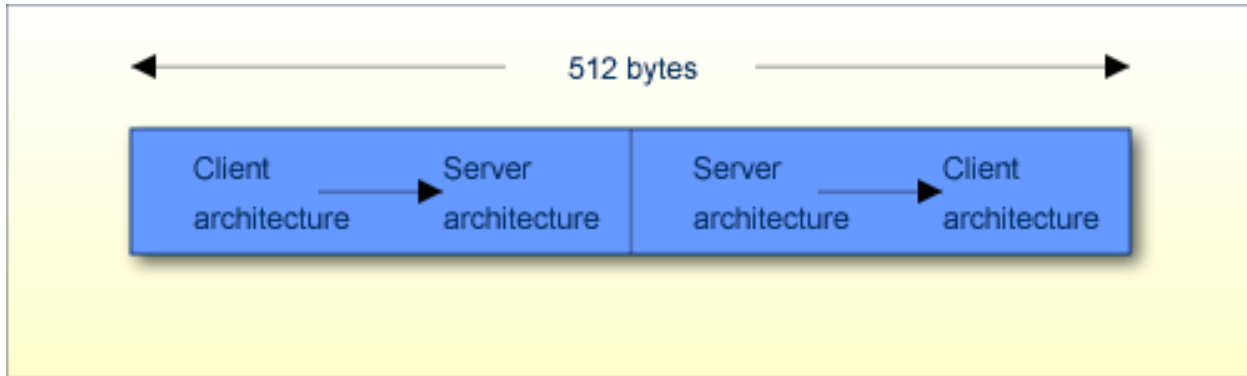 512 bytes
Client
architecture
Server
architecture
Server
architecture
Client
architecture